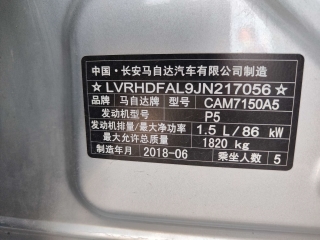 中国·长安马自达汽车有限公司制造
☆LVRHDFAL9JN217056☆
品牌 马自达牌 型号 CAM7150A5
发动机型号 P5
发动机排量/最大净功率 1.5 L/86 kW
最大允许总质量 1820 kg
制造年月 2018-06 乘坐人数 5